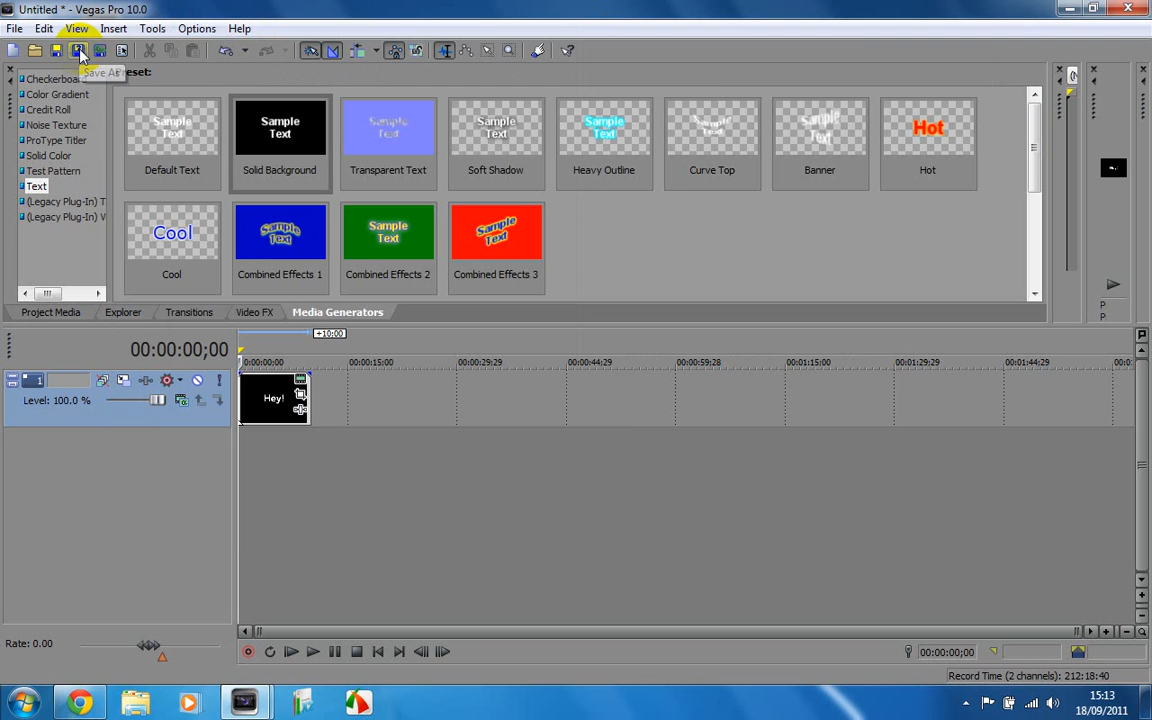 Untitled * - Vegas Pro 10.0
File Edit View Insert Tools Options Help
Save As
Preset:
Checkerboard
Color Gradient
Credit Roll
Noise Texture
ProType Titler
Solid Color
Test Pattern
Text
(Legacy Plug-In) T
(Legacy Plug-In) V
Sample Text
Sample Text
Sample Text
Sample Text
Sample Text
Sample Text
Sample Text
Hot
Default Text
Solid Background
Transparent Text
Soft Shadow
Heavy Outline
Curve Top
Banner
Hot
Cool
Sample Text
Sample Text
Sample Text
Cool
Combined Effects 1
Combined Effects 2
Combined Effects 3
Project Media Explorer Transitions Video FX Media Generators
P
P
00:00:00;00
+10:00
0:00:00;00 00:00:15;00 00:00:29;29 00:00:44;29 00:00:59;28 00:01:15;00 00:01:29;29 00:01:44;29 00:0
1
Level: 100.0 %
Hey!
Rate: 0.00
00:00:00;00
Record Time (2 channels): 212:18:40
15:13
18/09/2011